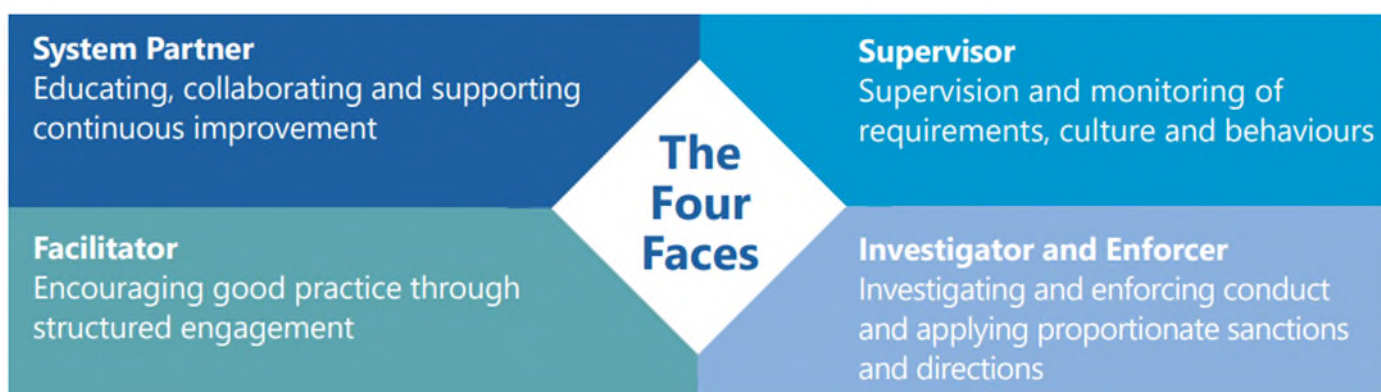 System Partner
Educating, collaborating and supporting
continuous improvement
Supervisor
Supervision and monitoring of
requirements, culture and behaviours
The
Four
Faces
Facilitator
Encouraging good practice through
structured engagement
Investigator and Enforcer
Investigating and enforcing conduct
and applying proportionate sanctions
and directions